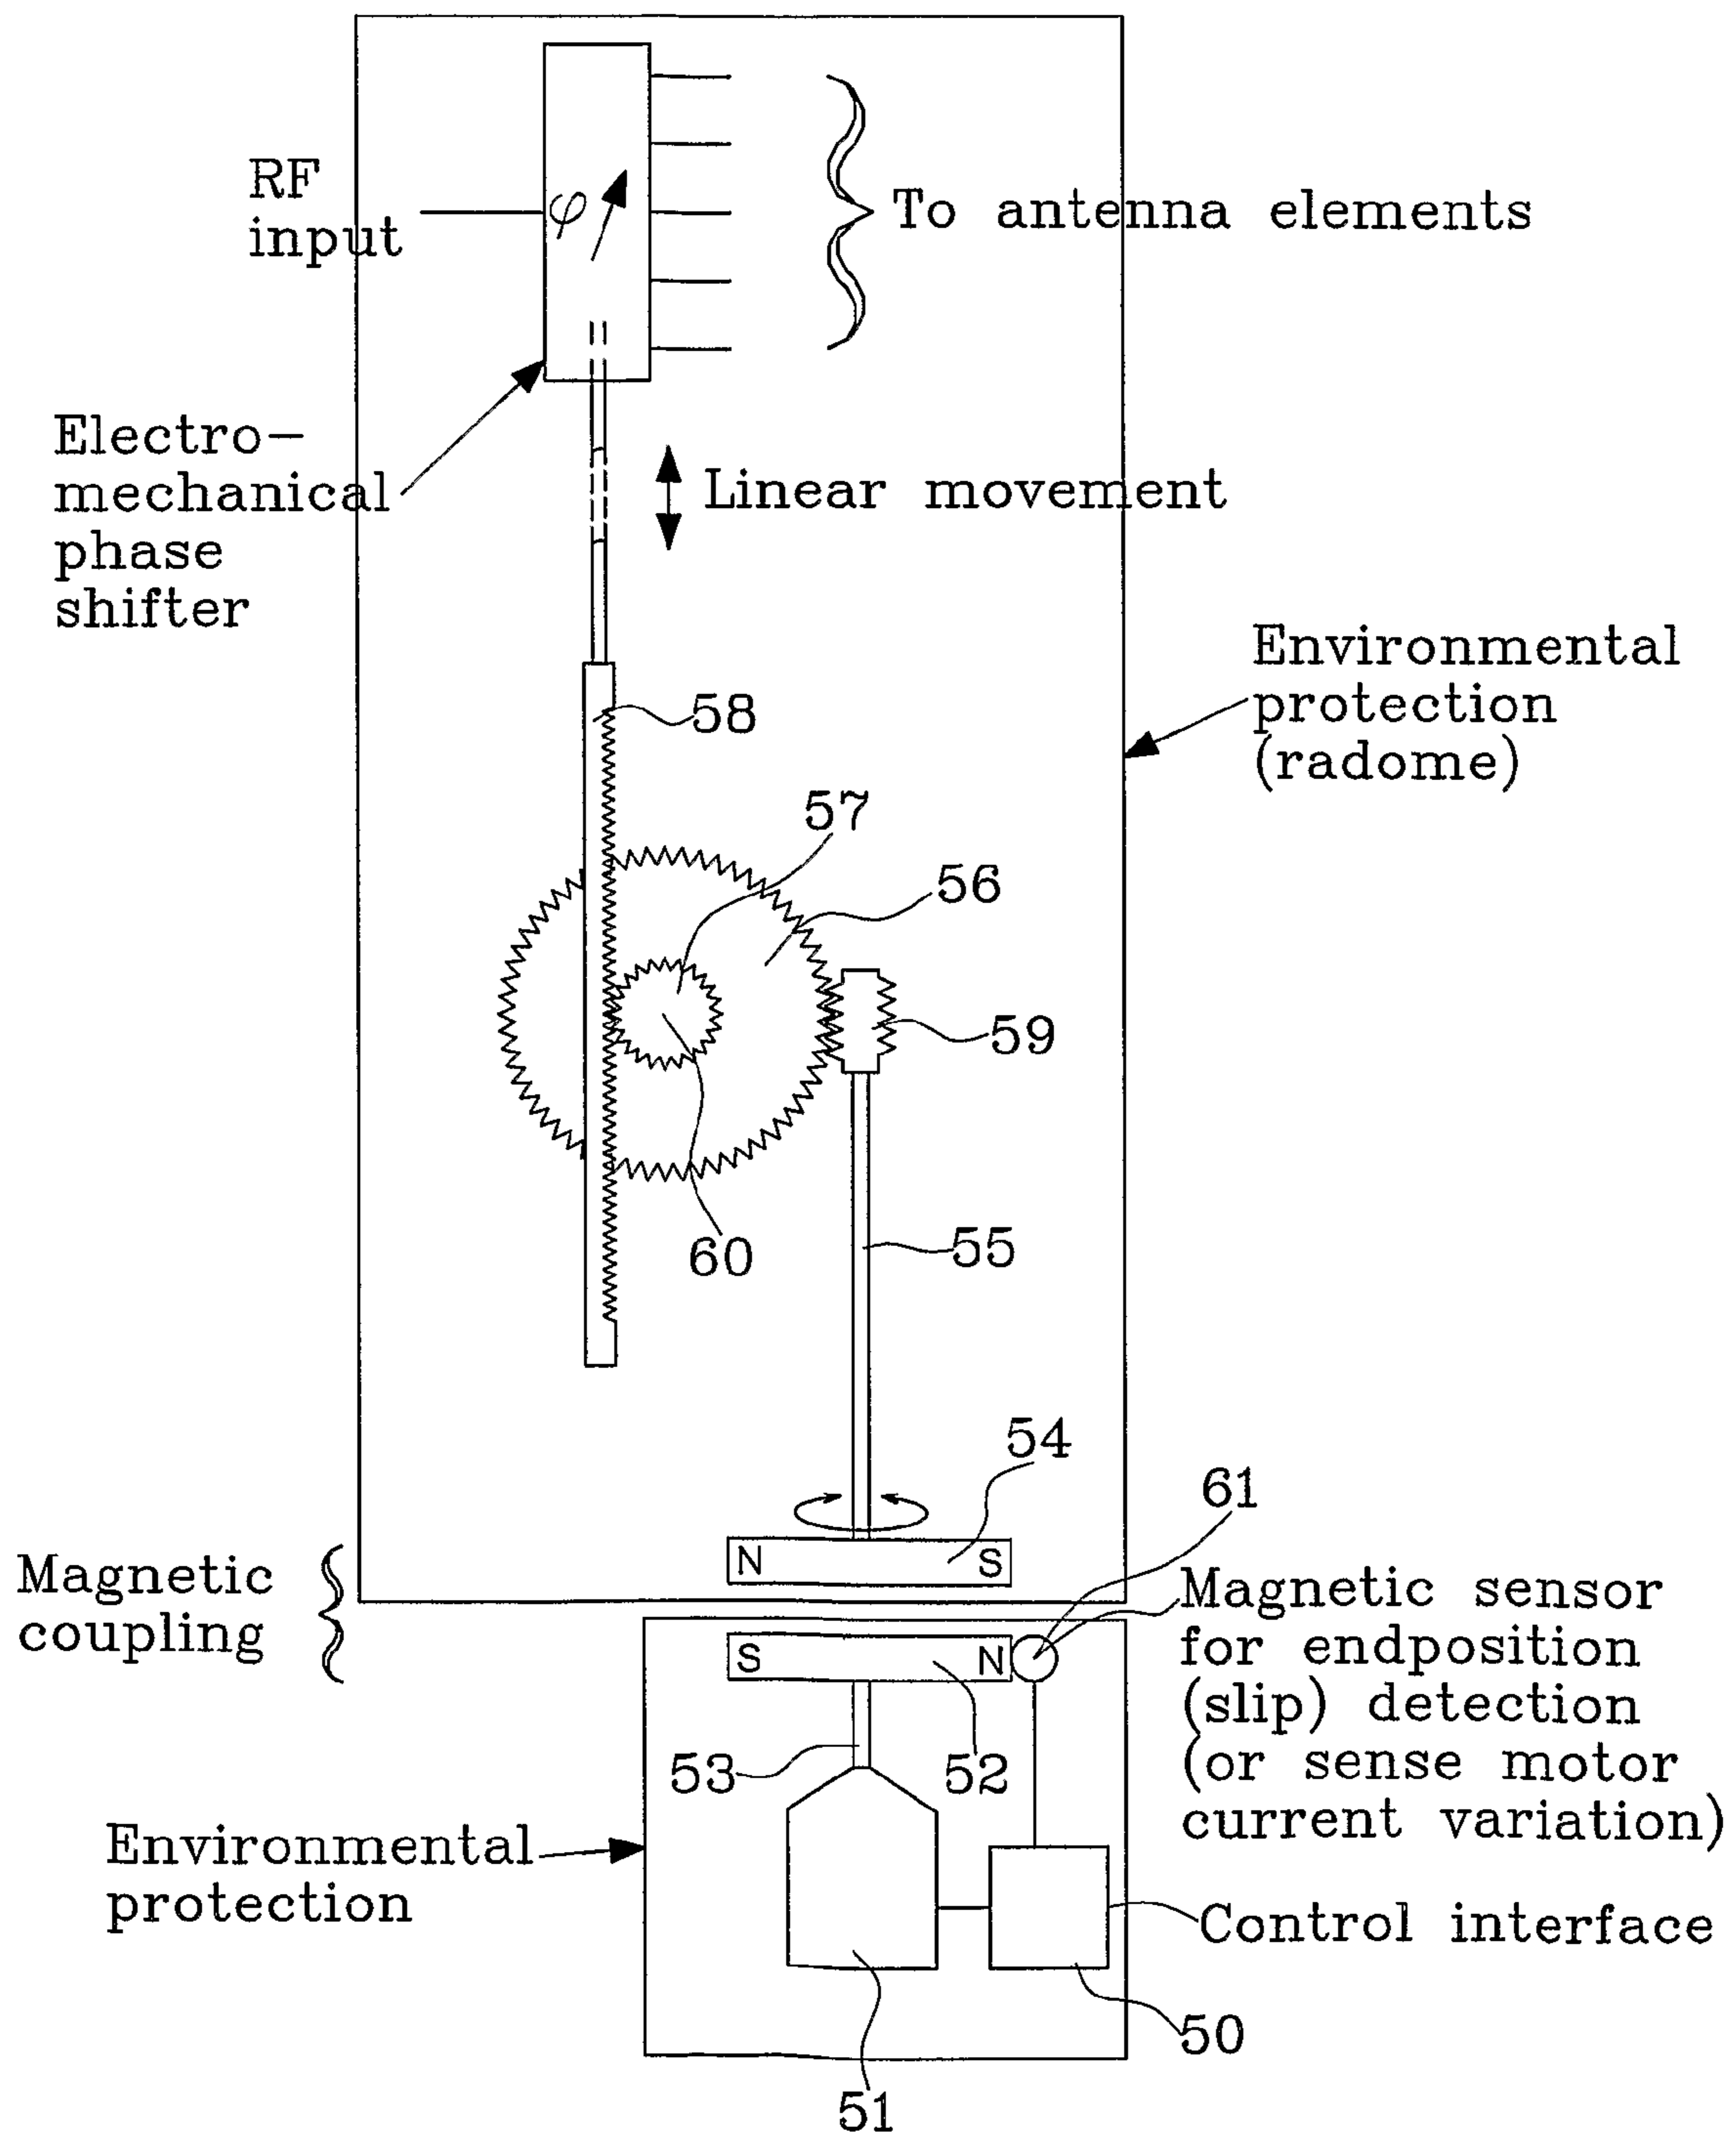 RF
input
φ
To antenna elements
Electro-
mechanical
phase
shifter
Linear movement
Environmental
protection
(radome)
58
57
56
59
60
55
54
61
N S
Magnetic
coupling
S N
Magnetic sensor
for endposition
(slip) detection
(or sense motor
current variation)
53
52
Environmental
protection
Control interface
50
51